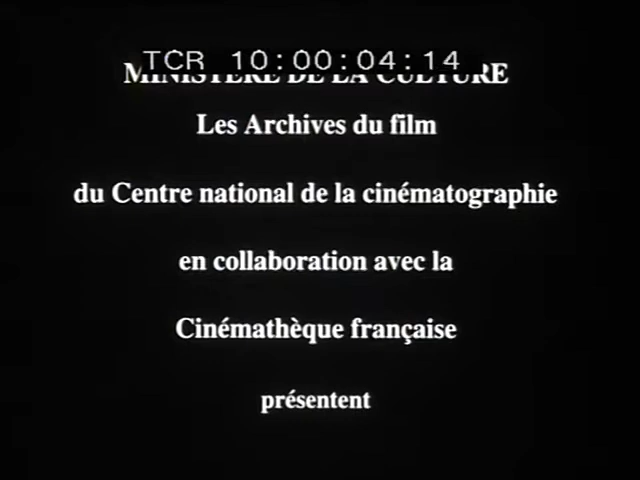 TCR 10:00:04:14
MINISTERE DE LA CULTURE
Les Archives du film
du Centre national de la cinématographie
en collaboration avec la
Cinémathèque française
présentent